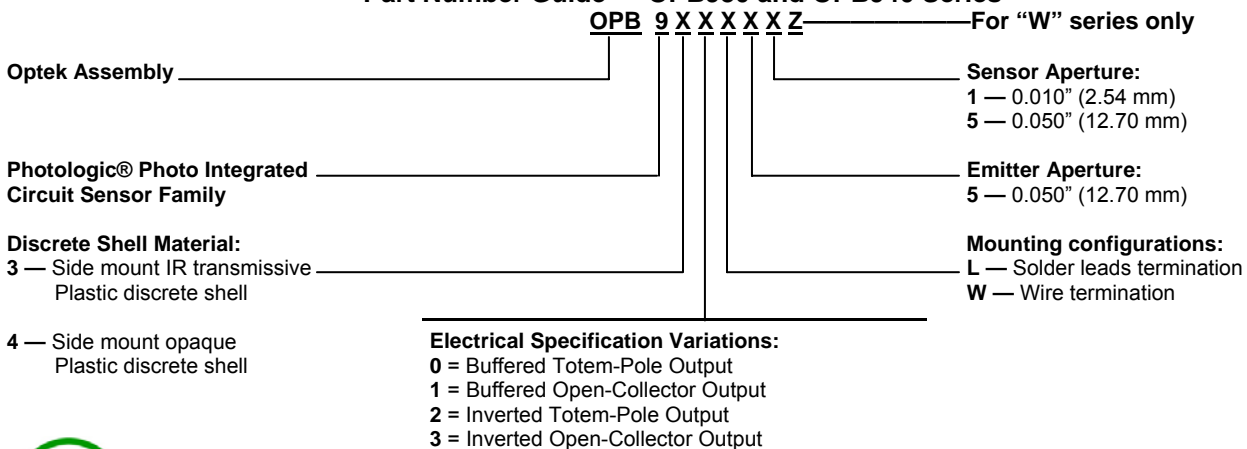 OPB 9 X X X X X Z
For “W” series only
Optek Assembly
Sensor Aperture:
1 — 0.010” (2.54 mm)
5 — 0.050” (12.70 mm)
Photologic® Photo Integrated
Circuit Sensor Family
Emitter Aperture:
5 — 0.050” (12.70 mm)
Discrete Shell Material:
3 — Side mount IR transmissive
Plastic discrete shell
Mounting configurations:
L — Solder leads termination
W — Wire termination
4 — Side mount opaque
Plastic discrete shell
Electrical Specification Variations:
0 = Buffered Totem-Pole Output
1 = Buffered Open-Collector Output
2 = Inverted Totem-Pole Output
3 = Inverted Open-Collector Output